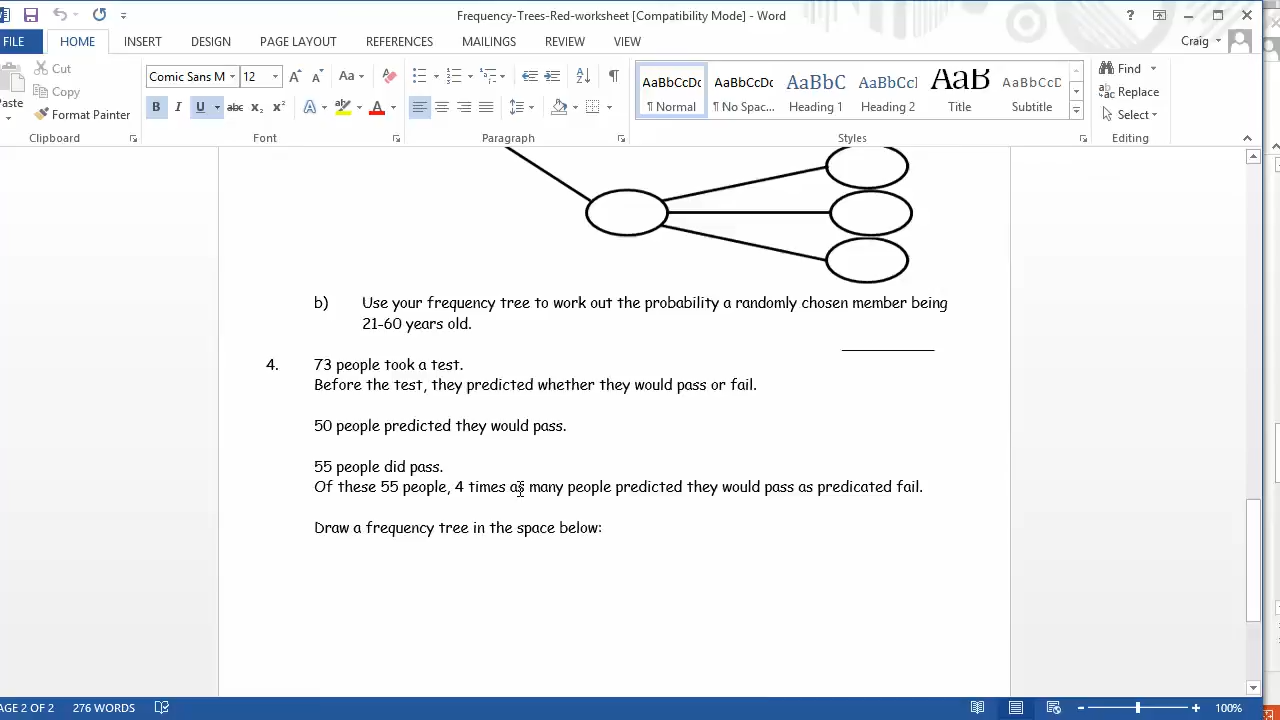 Frequency-Trees-Red-worksheet [Compatibility Mode] - Word
FILE HOME INSERT DESIGN PAGE LAYOUT REFERENCES MAILINGS REVIEW VIEW Craig
Cut
Copy
Format Painter
Clipboard
Comic Sans M 12
Font
Paragraph
AaBbCcDc AaBbCcDc AaBbC AaBbCcI AaB AaBbCcD
¶ Normal ¶ No Spac... Heading 1 Heading 2 Title Subtitle
Styles
Find
Replace
Select
Editing
b) Use your frequency tree to work out the probability a randomly chosen member being
21-60 years old.
4. 73 people took a test.
Before the test, they predicted whether they would pass or fail.
50 people predicted they would pass.
55 people did pass.
Of these 55 people, 4 times as many people predicted they would pass as predicated fail.
Draw a frequency tree in the space below:
AGE 2 OF 2 276 WORDS 100%